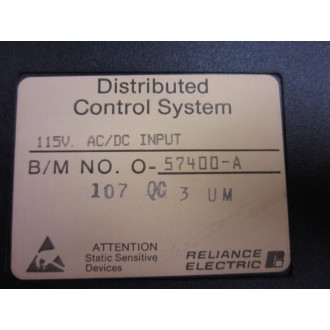 Distributed
Control System
115V. AC/DC INPUT
B/M NO. O-57400-A
107 QC 3 UM
ATTENTION
Static Sensitive
Devices
RELIANCE
ELECTRIC